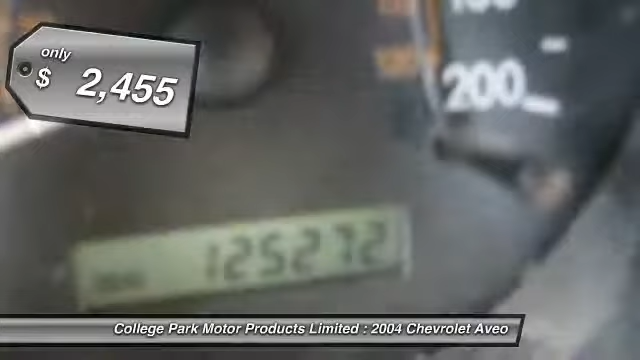 only
$ 2,455
200
125272
College Park Motor Products Limited : 2004 Chevrolet Aveo